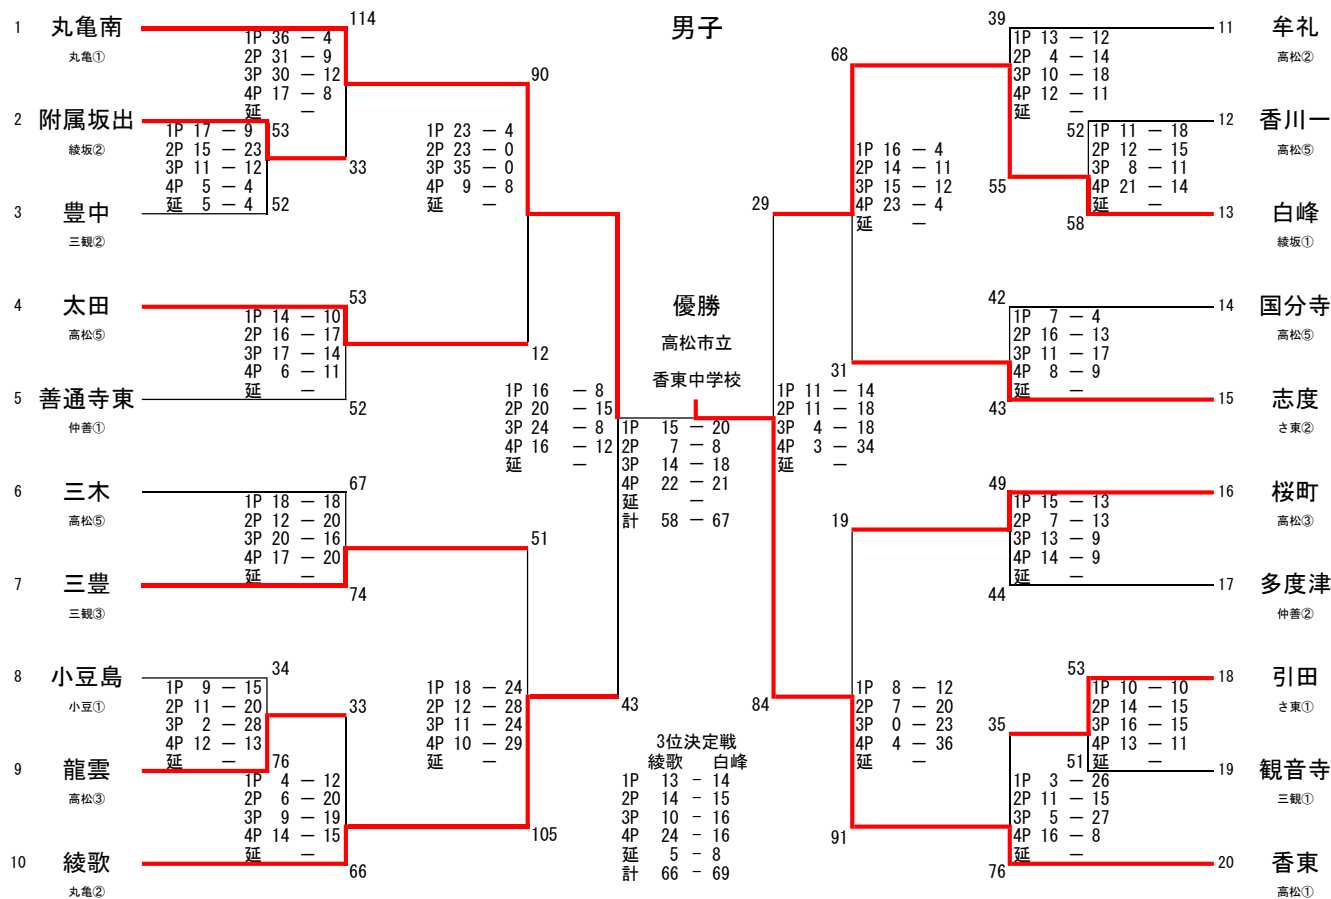 男子
1 丸亀南 114
丸亀①
1P 36 － 4
2P 31 － 9
3P 30 － 12
4P 17 － 8
延 －
2 附属坂出 53
綾坂②
1P 17 － 9
2P 15 － 23
3P 11 － 12
4P 5 － 4
延 5 － 4
33
3 豊中 52
三観②
90
1P 23 － 4
2P 23 － 0
3P 35 － 0
4P 9 － 8
延 －
12
4 太田 53
高松⑤
1P 14 － 10
2P 16 － 17
3P 17 － 14
4P 6 － 11
延 －
5 善通寺東 52
仲善①
1P 16 － 8
2P 20 － 15
3P 24 － 8
4P 16 － 12
延 －
6 三木 67
高松⑤
1P 18 － 18
2P 12 － 20
3P 20 － 16
4P 17 － 20
延 －
7 三豊 74
三観③
51
8 小豆島 34
小豆①
1P 9 － 15
2P 11 － 20
3P 2 － 28
4P 12 － 13
延 －
33
9 龍雲 76
高松③
1P 4 － 12
2P 6 － 20
3P 9 － 19
4P 14 － 15
延 －
10 綾歌 66
丸亀②
1P 18 － 24
2P 12 － 28
3P 11 － 24
4P 10 － 29
延 －
105
43
優勝
高松市立
香東中学校
1P 15 － 20
2P 7 － 8
3P 14 － 18
4P 22 － 21
延 －
計 58 － 67
3位決定戦
綾歌 白峰
1P 13 － 14
2P 14 － 15
3P 10 － 16
4P 24 － 16
延 5 － 8
計 66 － 69
29
1P 11 － 14
2P 11 － 18
3P 4 － 18
4P 3 － 34
延 －
84
68
1P 16 － 4
2P 14 － 11
3P 15 － 12
4P 23 － 4
延 －
31
39 11 牟礼
高松②
1P 13 － 12
2P 4 － 14
3P 10 － 18
4P 12 － 11
延 －
55
52 12 香川一
高松⑤
1P 11 － 18
2P 12 － 15
3P 8 － 11
4P 21 － 14
延 －
58 13 白峰
綾坂①
42 14 国分寺
高松⑤
1P 7 － 4
2P 16 － 13
3P 11 － 17
4P 8 － 9
延 －
43 15 志度
さ東②
19
1P 8 － 12
2P 7 － 20
3P 0 － 23
4P 4 － 36
延 －
91
49 16 桜町
高松③
1P 15 － 13
2P 7 － 13
3P 13 － 9
4P 14 － 9
延 －
44 17 多度津
仲善②
53 18 引田
さ東①
1P 10 － 10
2P 14 － 15
3P 16 － 15
4P 13 － 11
延 －
35
51 19 観音寺
三観①
1P 3 － 26
2P 11 － 15
3P 5 － 27
4P 16 － 8
延 －
76 20 香東
高松①